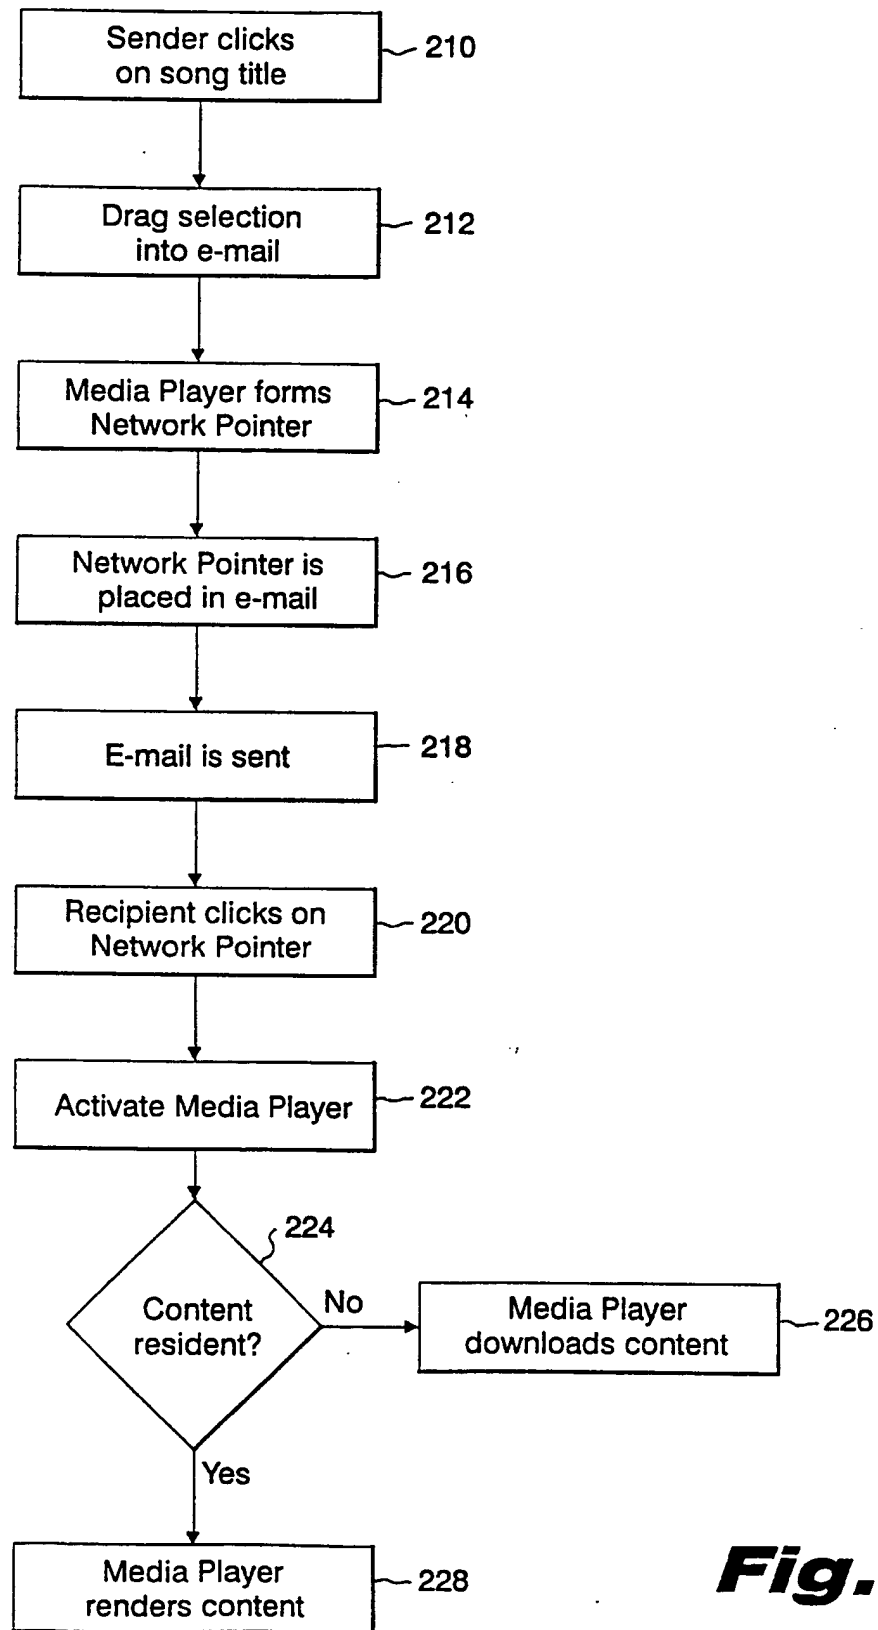 Sender clicks
on song title
210
Drag selection
into e-mail
212
Media Player forms
Network Pointer
214
Network Pointer is
placed in e-mail
216
E-mail is sent
218
Recipient clicks on
Network Pointer
220
Activate Media Player
222
224
Content
resident?
No
Media Player
downloads content
226
Yes
Media Player
renders content
228
Fig.